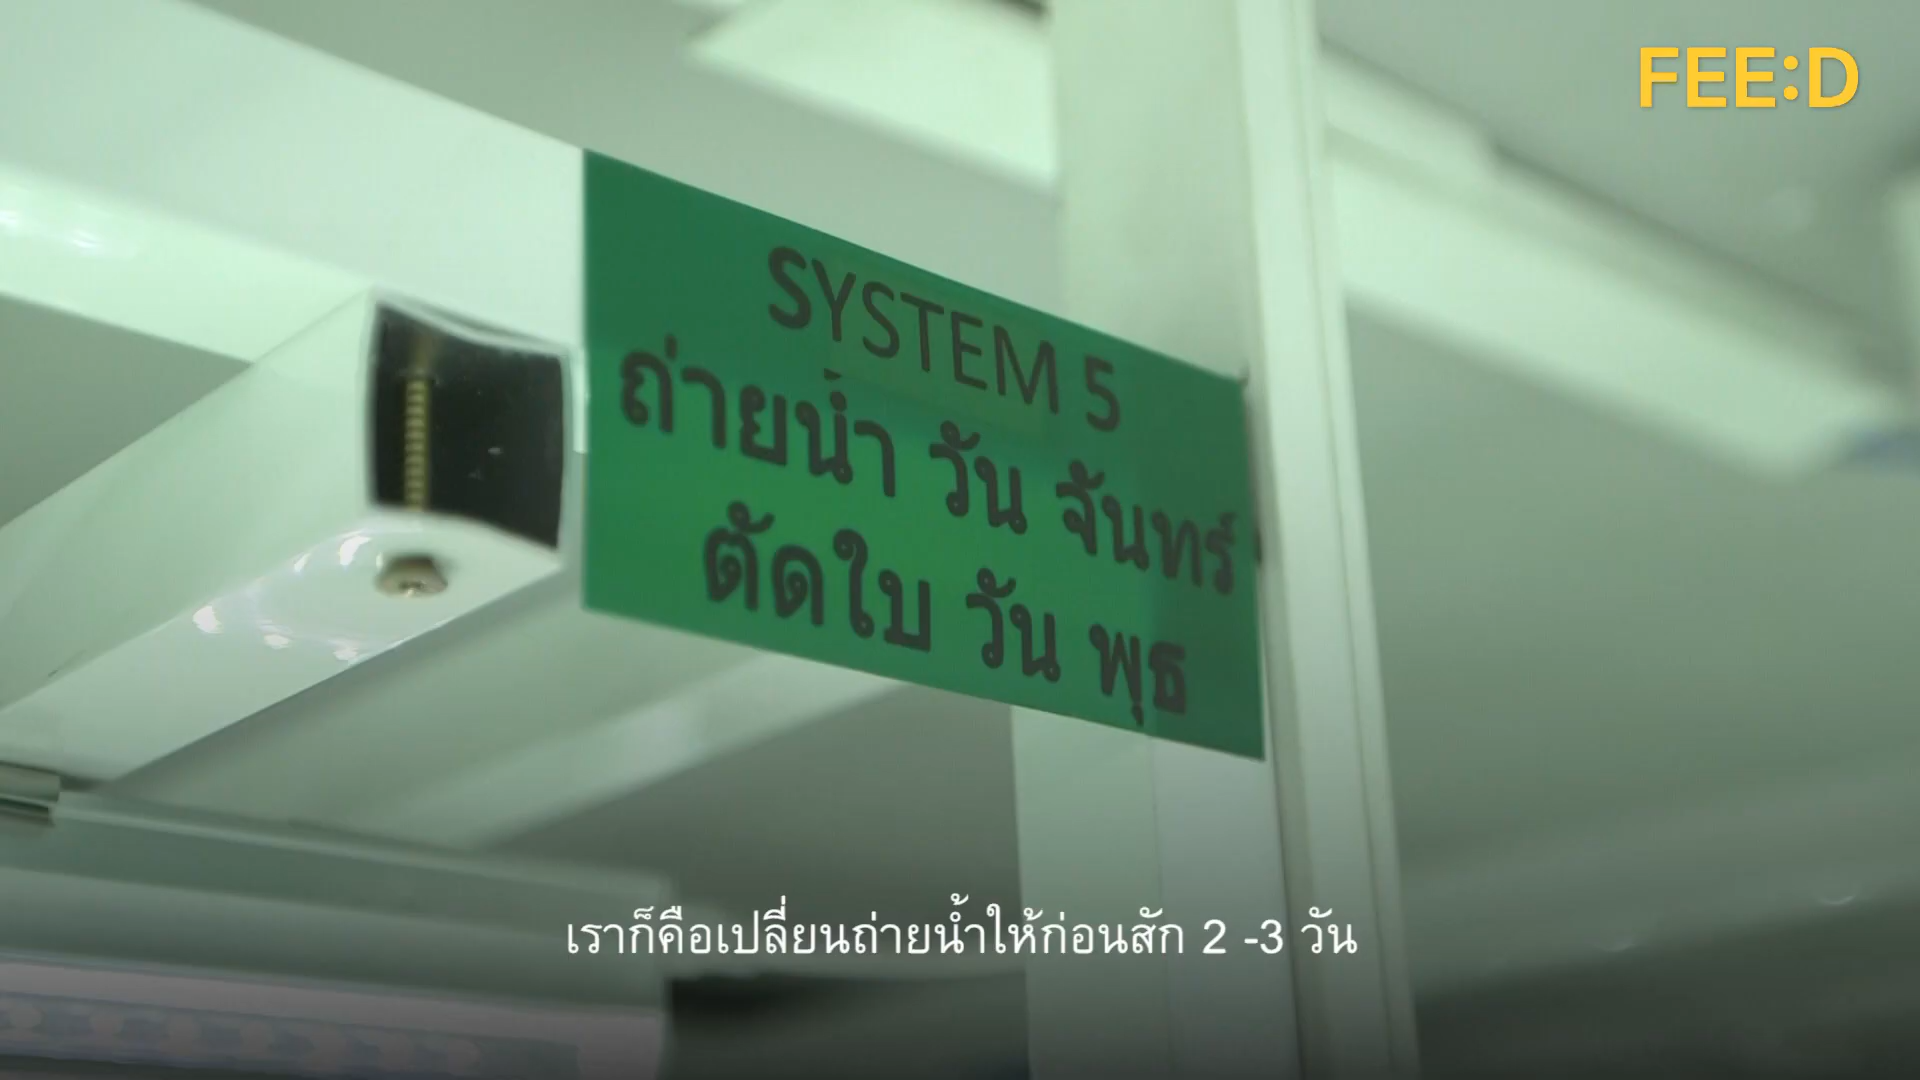 FEE:D
SYSTEM 5
ถ่ายน้ำ วัน จันทร์
ตัดใบ วัน พุธ
เราก็คือเปลี่ยนถ่ายน้ำให้ก่อนสัก 2 -3 วัน